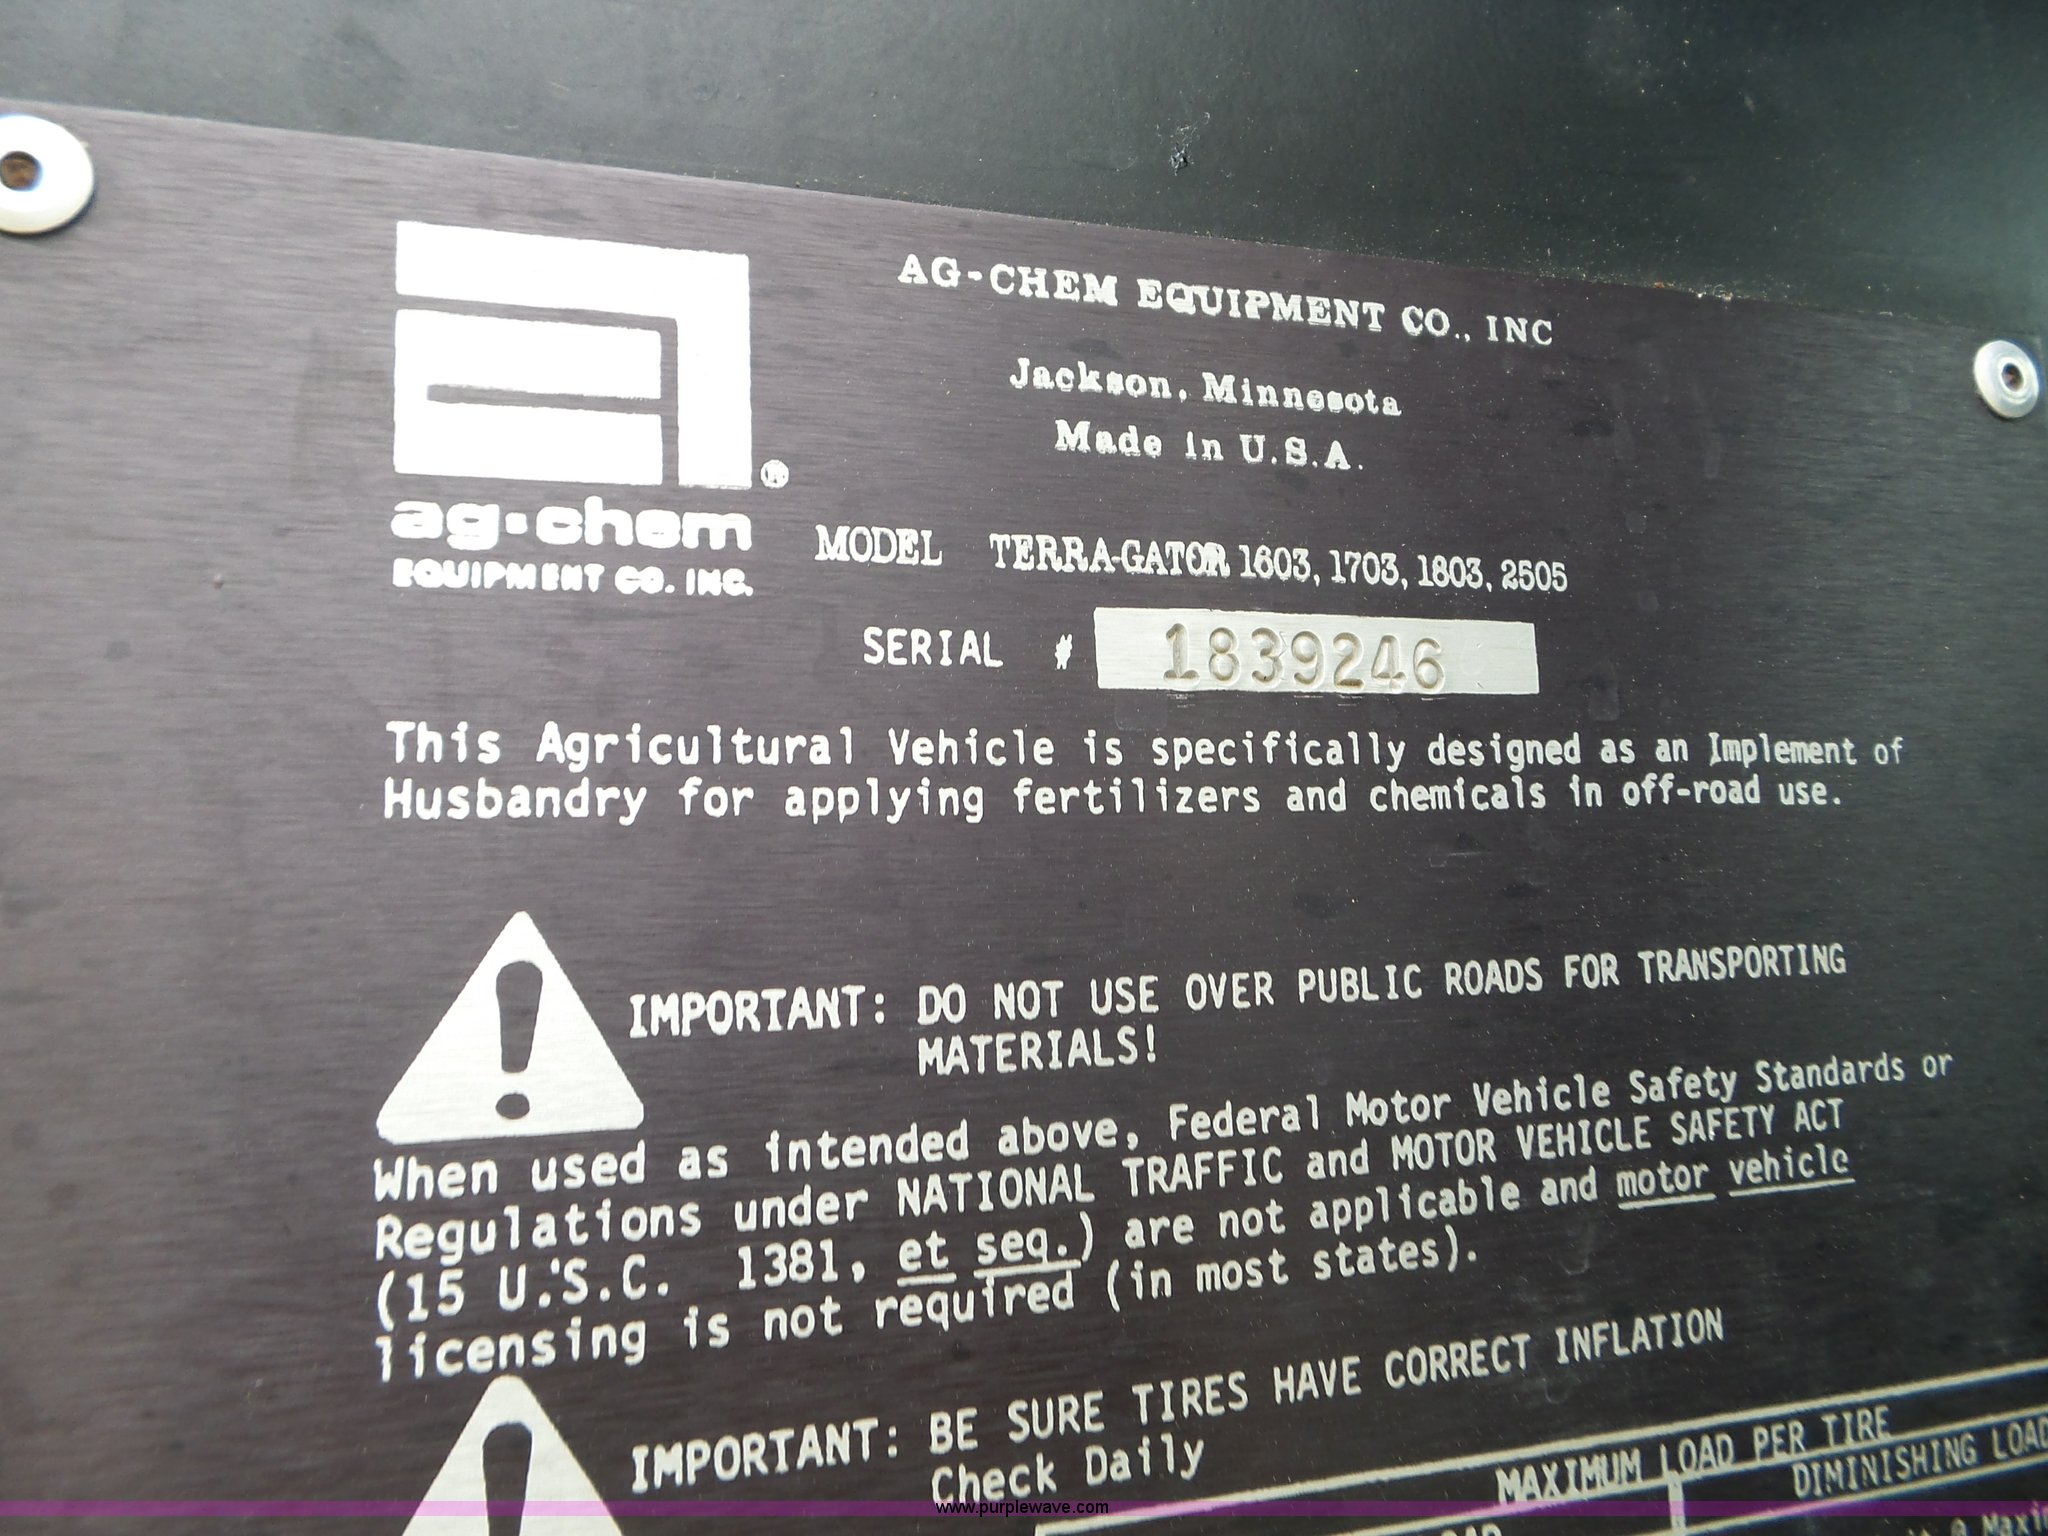 AG-CHEM EQUIPMENT CO., INC
Jackson, Minnesota
Made in U.S.A.
®
ag·chem
EQUIPMENT CO. INC.
MODEL TERRA-GATOR 1603, 1703, 1803, 2505
SERIAL # 1839246
This Agricultural Vehicle is specifically designed as an Implement of
Husbandry for applying fertilizers and chemicals in off-road use.
IMPORTANT: DO NOT USE OVER PUBLIC ROADS FOR TRANSPORTING
MATERIALS!
When used as intended above, Federal Motor Vehicle Safety Standards or
Regulations under NATIONAL TRAFFIC and MOTOR VEHICLE SAFETY ACT
(15 U.S.C. 1381, et seq.) are not applicable and motor vehicle
licensing is not required (in most states).
IMPORTANT: BE SURE TIRES HAVE CORRECT INFLATION
Check Daily
MAXIMUM LOAD PER TIRE
DIMINISHING LOAD
www.purplewave.com